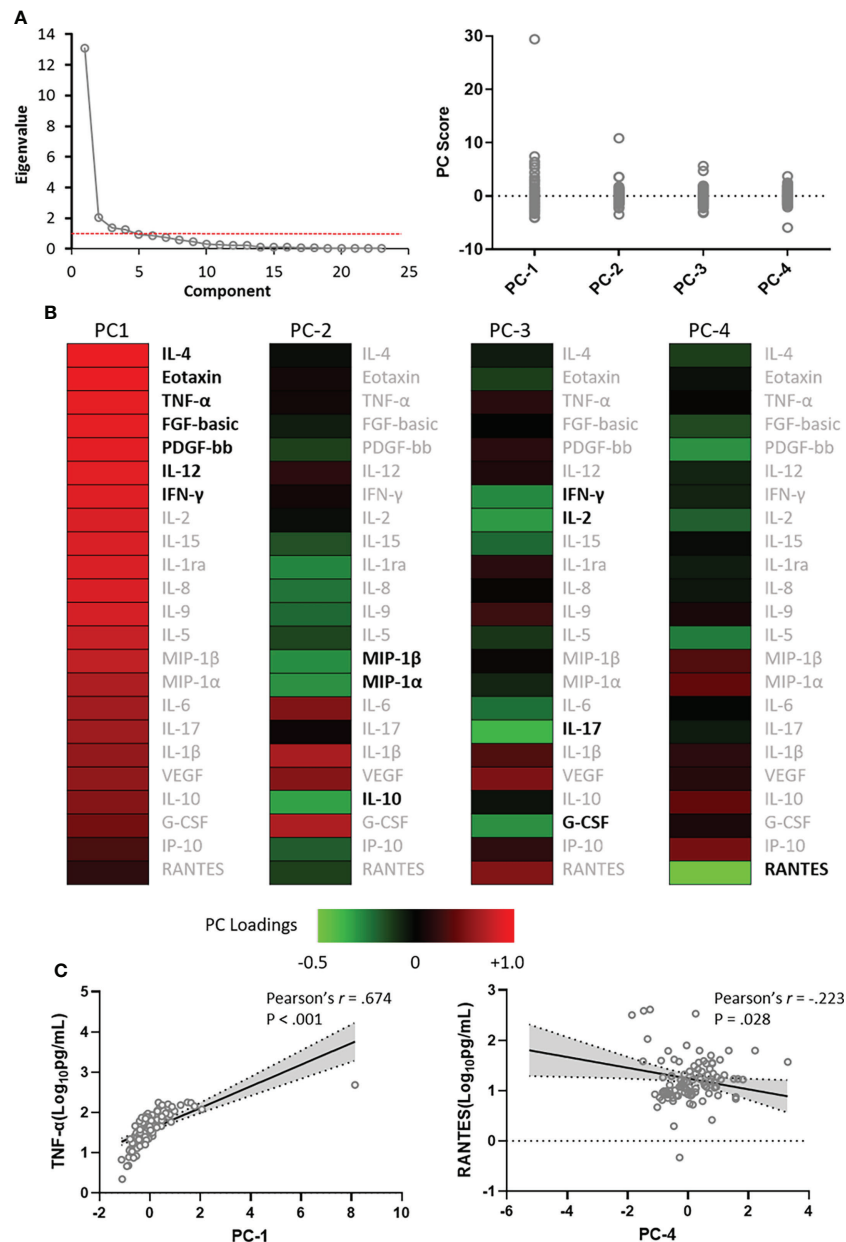 A
14
12
10
8
6
4
2
0
Eigenvalue
0 5 10 15 20 25
Component
30
20
10
0
-10
PC Score
PC-1 PC-2 PC-3 PC-4
B
PC1 PC-2 PC-3 PC-4
IL-4 IL-4 IL-4 IL-4
Eotaxin Eotaxin Eotaxin Eotaxin
TNF-α TNF-α TNF-α TNF-α
FGF-basic FGF-basic FGF-basic FGF-basic
PDGF-bb PDGF-bb PDGF-bb PDGF-bb
IL-12 IL-12 IL-12 IL-12
IFN-γ IFN-γ IFN-γ IFN-γ
IL-2 IL-2 IL-2 IL-2
IL-15 IL-15 IL-15 IL-15
IL-1ra IL-1ra IL-1ra IL-1ra
IL-8 IL-8 IL-8 IL-8
IL-9 IL-9 IL-9 IL-9
IL-5 IL-5 IL-5 IL-5
MIP-1β MIP-1β MIP-1β MIP-1β
MIP-1α MIP-1α MIP-1α MIP-1α
IL-6 IL-6 IL-6 IL-6
IL-17 IL-17 IL-17 IL-17
IL-1β IL-1β IL-1β IL-1β
VEGF VEGF VEGF VEGF
IL-10 IL-10 IL-10 IL-10
G-CSF G-CSF G-CSF G-CSF
IP-10 IP-10 IP-10 IP-10
RANTES RANTES RANTES RANTES
PC Loadings
-0.5 0 +1.0
C
Pearson's r = .674
P < .001
5
4
3
2
1
0
TNF-α(Log10pg/mL)
-2 0 2 4 6 8 10
PC-1
Pearson's r = -.223
P = .028
3
2
1
0
-1
RANTES(Log10pg/mL)
-6 -4 -2 0 2 4
PC-4